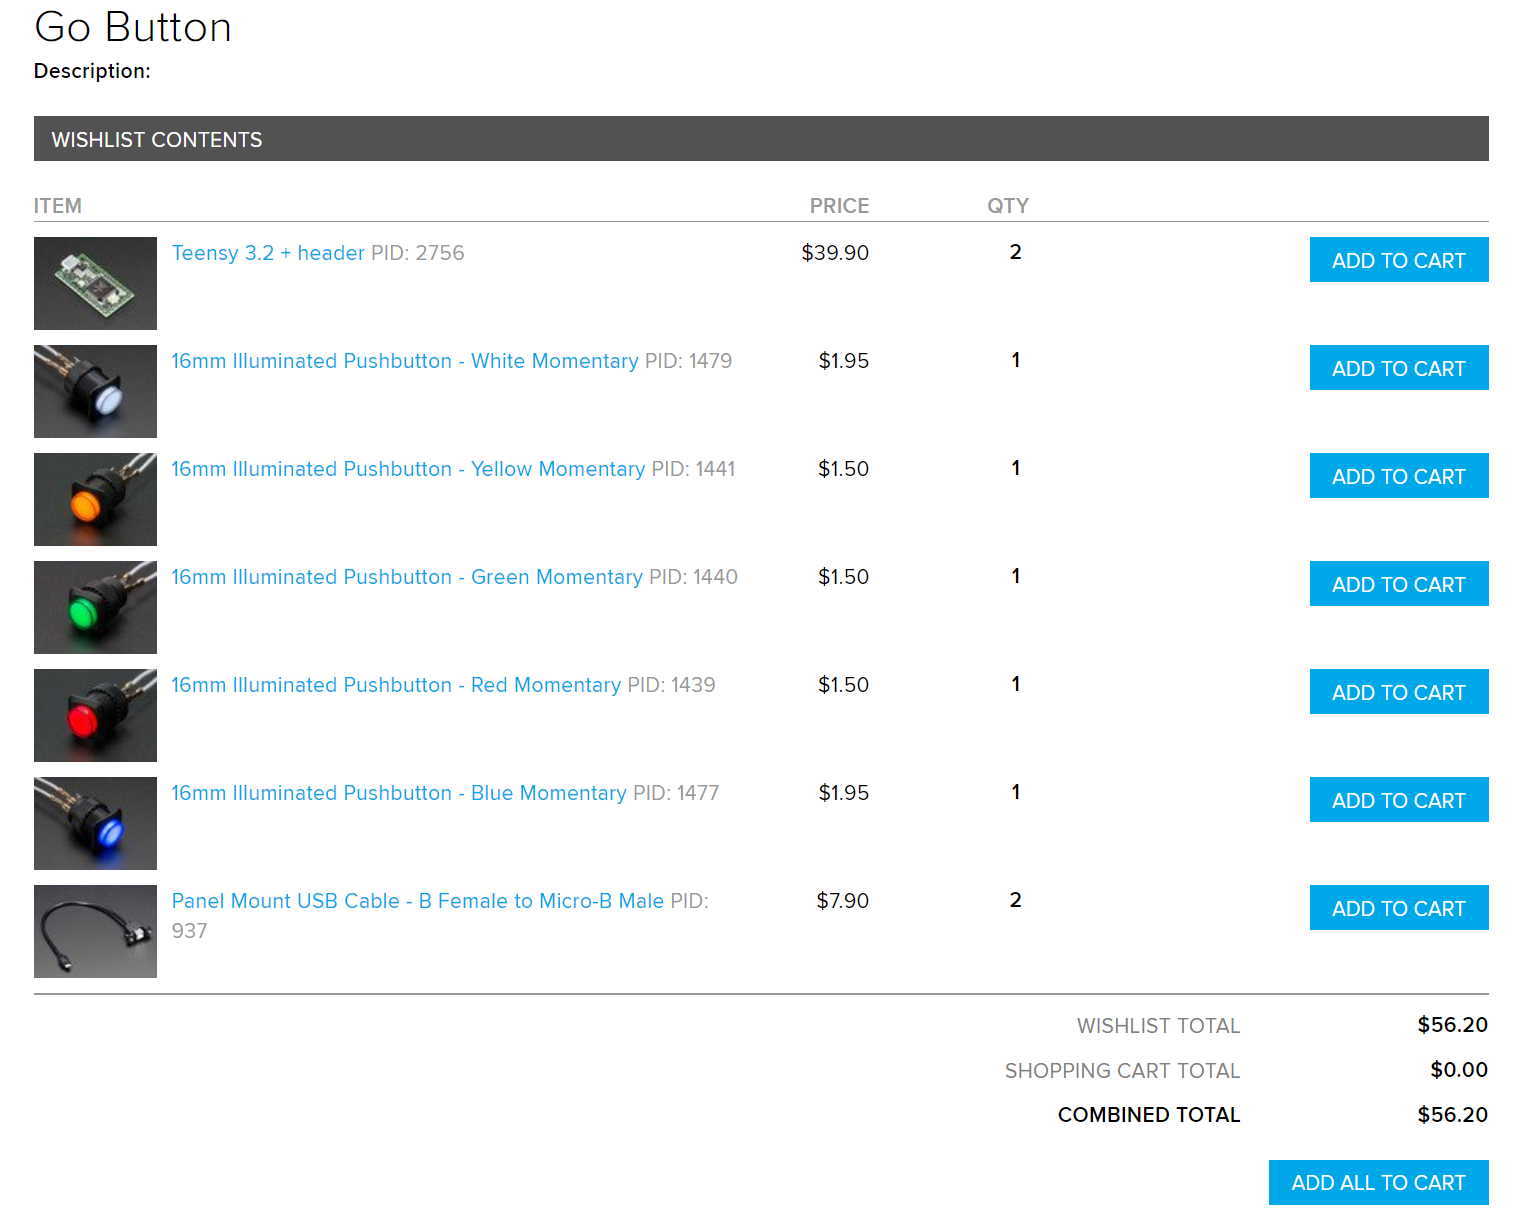 Go Button
Description:
WISHLIST CONTENTS
ITEM PRICE QTY
Teensy 3.2 + header PID: 2756 $39.90 2 ADD TO CART
16mm Illuminated Pushbutton - White Momentary PID: 1479 $1.95 1 ADD TO CART
16mm Illuminated Pushbutton - Yellow Momentary PID: 1441 $1.50 1 ADD TO CART
16mm Illuminated Pushbutton - Green Momentary PID: 1440 $1.50 1 ADD TO CART
16mm Illuminated Pushbutton - Red Momentary PID: 1439 $1.50 1 ADD TO CART
16mm Illuminated Pushbutton - Blue Momentary PID: 1477 $1.95 1 ADD TO CART
Panel Mount USB Cable - B Female to Micro-B Male PID: $7.90 2 ADD TO CART
937
WISHLIST TOTAL $56.20
SHOPPING CART TOTAL $0.00
COMBINED TOTAL $56.20
ADD ALL TO CART